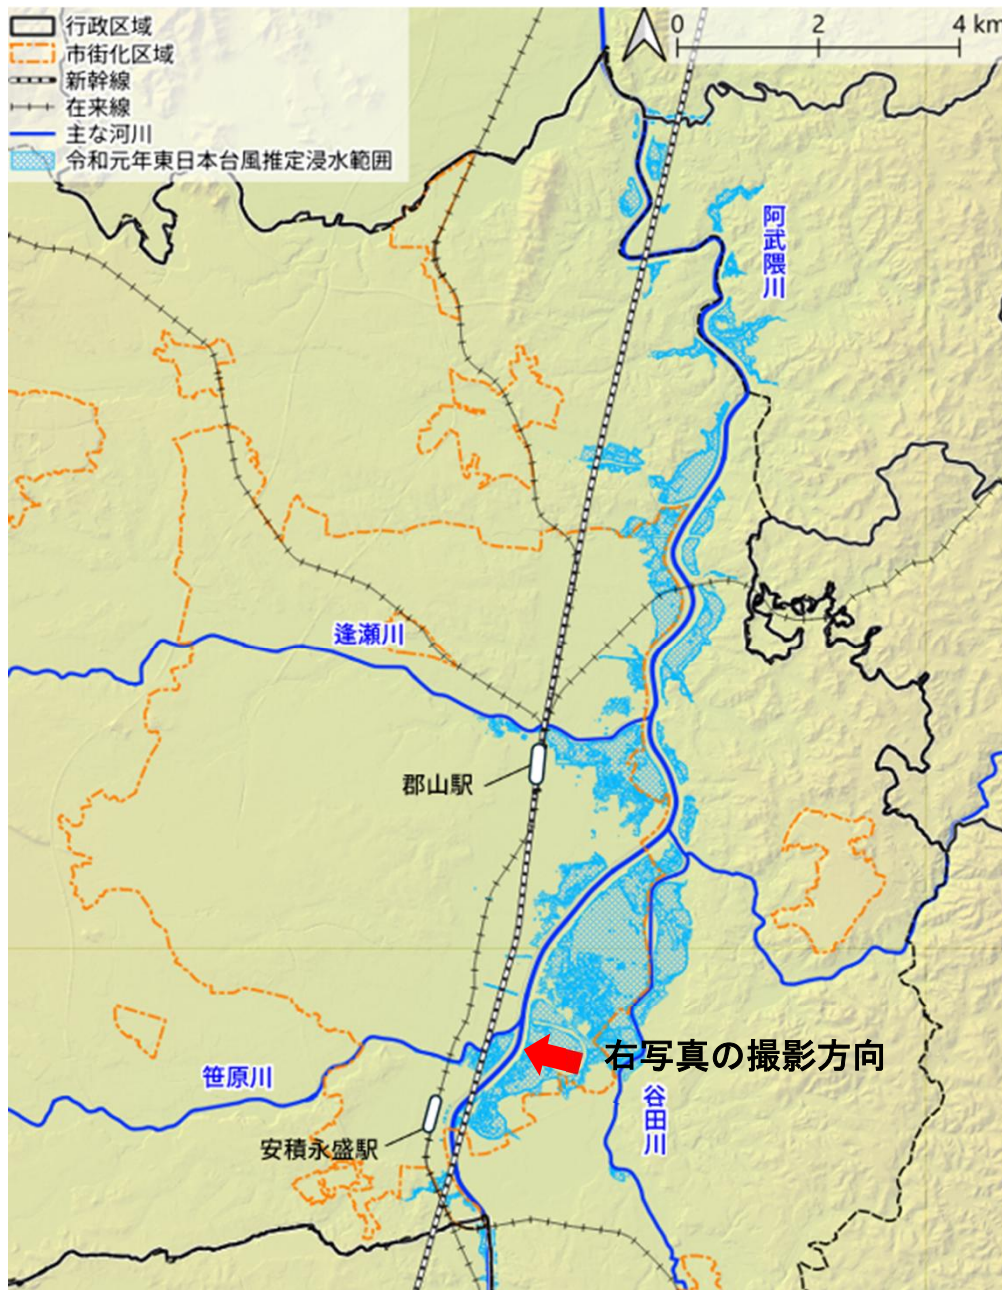 行政区域
市街化区域
新幹線
在来線
主な河川
令和元年東日本台風推定浸水範囲
0 2 4 km
阿武隈川
逢瀬川
郡山駅
右写真の撮影方向
笹原川
谷田川
安積永盛駅